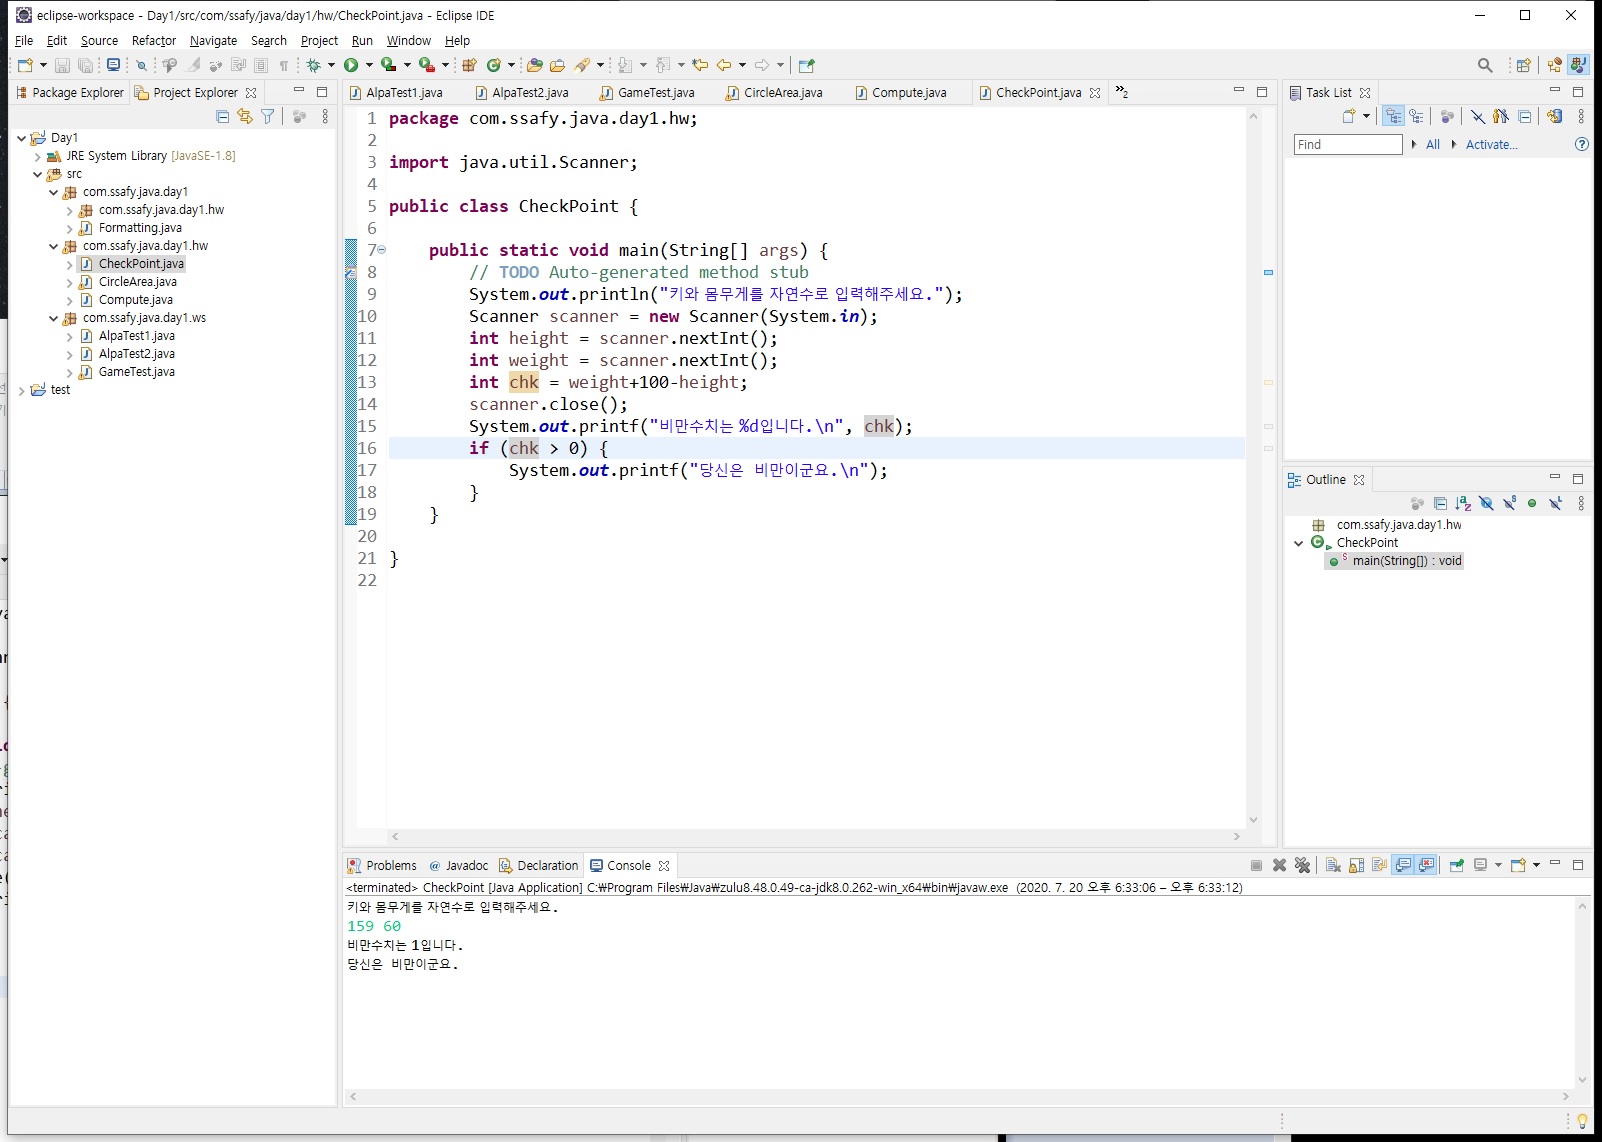 eclipse-workspace - Day1/src/com/ssafy/java/day1/hw/CheckPoint.java - Eclipse IDE
File Edit Source Refactor Navigate Search Project Run Window Help
Package Explorer Project Explorer
Day1
JRE System Library [JavaSE-1.8]
src
com.ssafy.java.day1
com.ssafy.java.day1.hw
Formatting.java
com.ssafy.java.day1.hw
CheckPoint.java
CircleArea.java
Compute.java
com.ssafy.java.day1.ws
AlpaTest1.java
AlpaTest2.java
GameTest.java
test
AlpaTest1.java AlpaTest2.java GameTest.java CircleArea.java Compute.java CheckPoint.java »2
1 package com.ssafy.java.day1.hw;
2
3 import java.util.Scanner;
4
5 public class CheckPoint {
6
7 public static void main(String[] args) {
8 // TODO Auto-generated method stub
9 System.out.println("키와 몸무게를 자연수로 입력해주세요.");
10 Scanner scanner = new Scanner(System.in);
11 int height = scanner.nextInt();
12 int weight = scanner.nextInt();
13 int chk = weight+100-height;
14 scanner.close();
15 System.out.printf("비만수치는 %d입니다.\n", chk);
16 if (chk > 0) {
17 System.out.printf("당신은 비만이군요.\n");
18 }
19 }
20
21 }
22
Task List
Find All Activate...
Outline
com.ssafy.java.day1.hw
CheckPoint
main(String[]) : void
Problems @ Javadoc Declaration Console
<terminated> CheckPoint [Java Application] C:₩Program Files₩Java₩zulu8.48.0.49-ca-jdk8.0.262-win_x64₩bin₩javaw.exe (2020. 7. 20 오후 6:33:06 – 오후 6:33:12)
키와 몸무게를 자연수로 입력해주세요.
159 60
비만수치는 1입니다.
당신은 비만이군요.